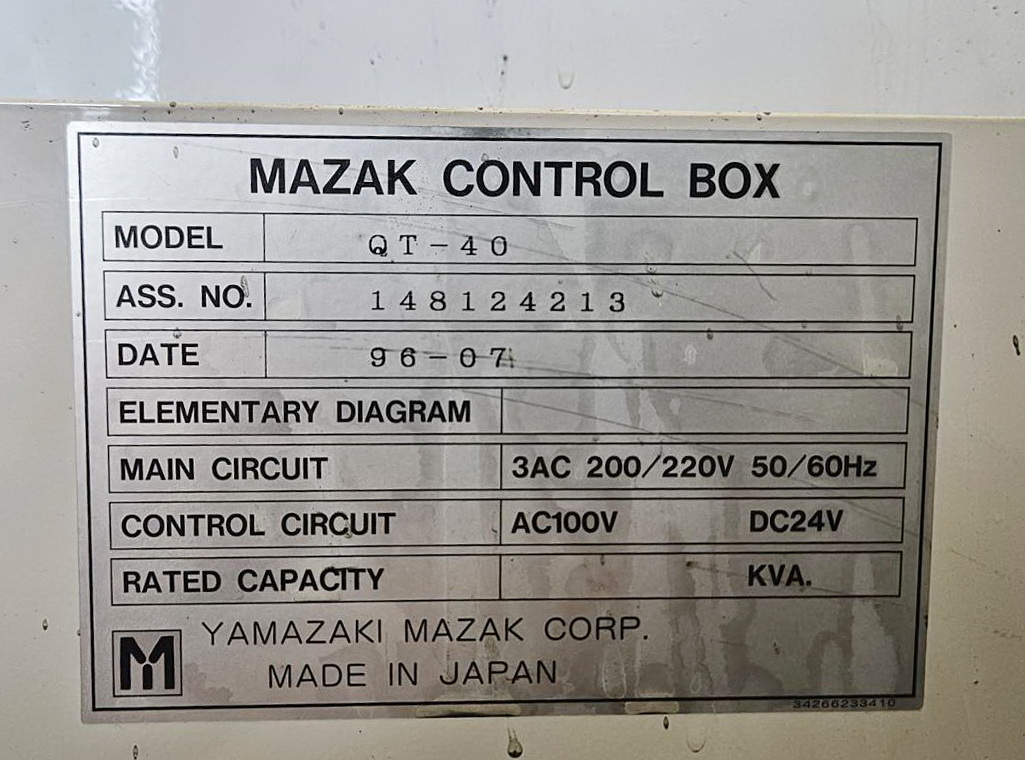 MAZAK CONTROL BOX
MODEL QT-40
ASS. NO. 148124213
DATE 96-07
ELEMENTARY DIAGRAM
MAIN CIRCUIT 3AC 200/220V 50/60Hz
CONTROL CIRCUIT AC100V DC24V
RATED CAPACITY KVA.
YAMAZAKI MAZAK CORP.
MADE IN JAPAN
34266233410